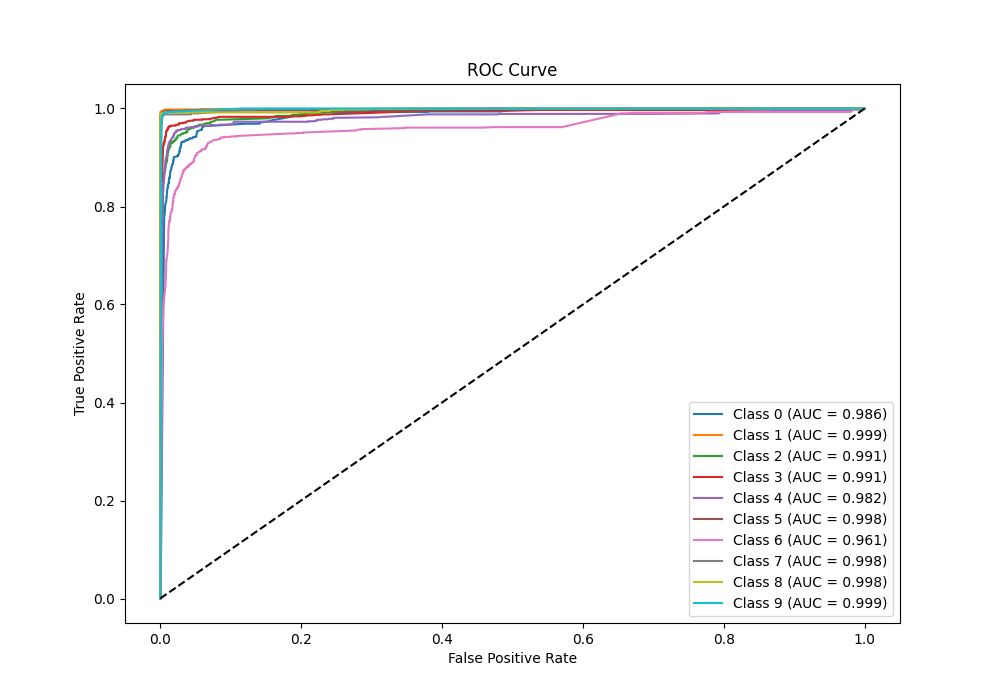 ROC Curve
True Positive Rate
1.0
0.8
0.6
0.4
0.2
0.0
Class 0 (AUC = 0.986)
Class 1 (AUC = 0.999)
Class 2 (AUC = 0.991)
Class 3 (AUC = 0.991)
Class 4 (AUC = 0.982)
Class 5 (AUC = 0.998)
Class 6 (AUC = 0.961)
Class 7 (AUC = 0.998)
Class 8 (AUC = 0.998)
Class 9 (AUC = 0.999)
0.0 0.2 0.4 0.6 0.8 1.0
False Positive Rate